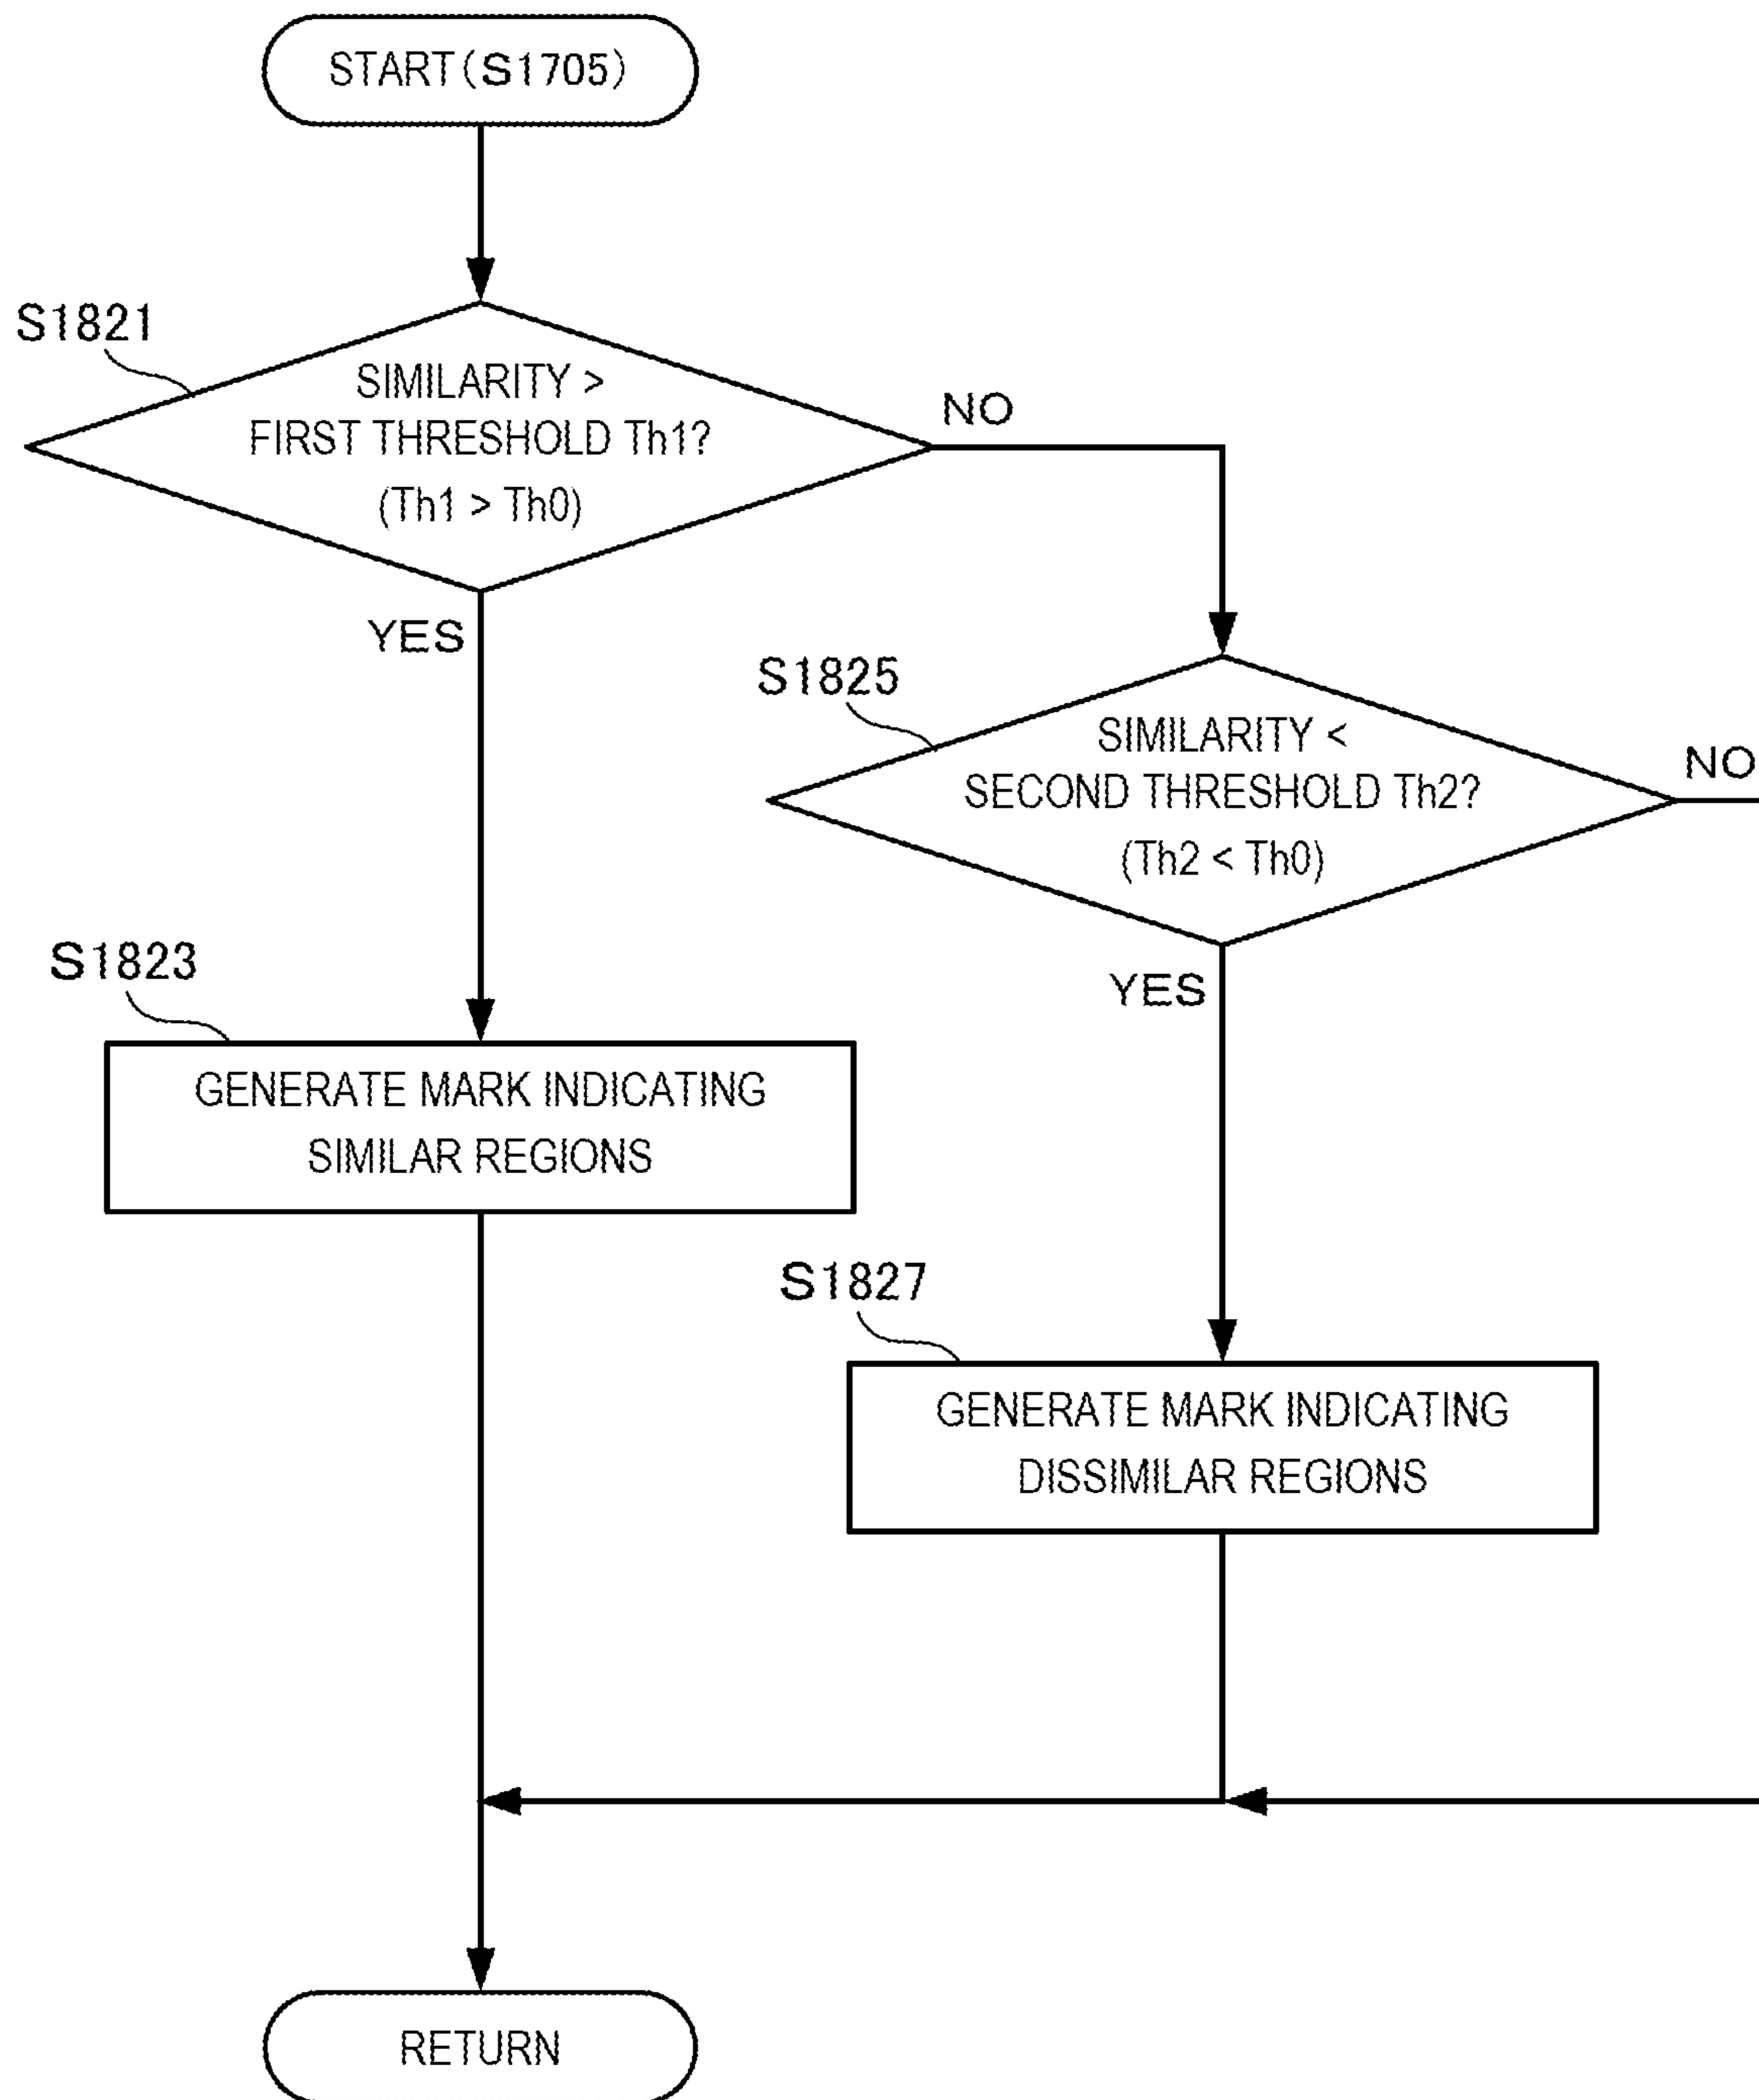 START(S1705)
S1821
SIMILARITY >
FIRST THRESHOLD Th1?
(Th1 > Th0)
NO
YES
S1825
SIMILARITY <
SECOND THRESHOLD Th2?
(Th2 < Th0)
NO
YES
S1823
GENERATE MARK INDICATING
SIMILAR REGIONS
S1827
GENERATE MARK INDICATING
DISSIMILAR REGIONS
RETURN